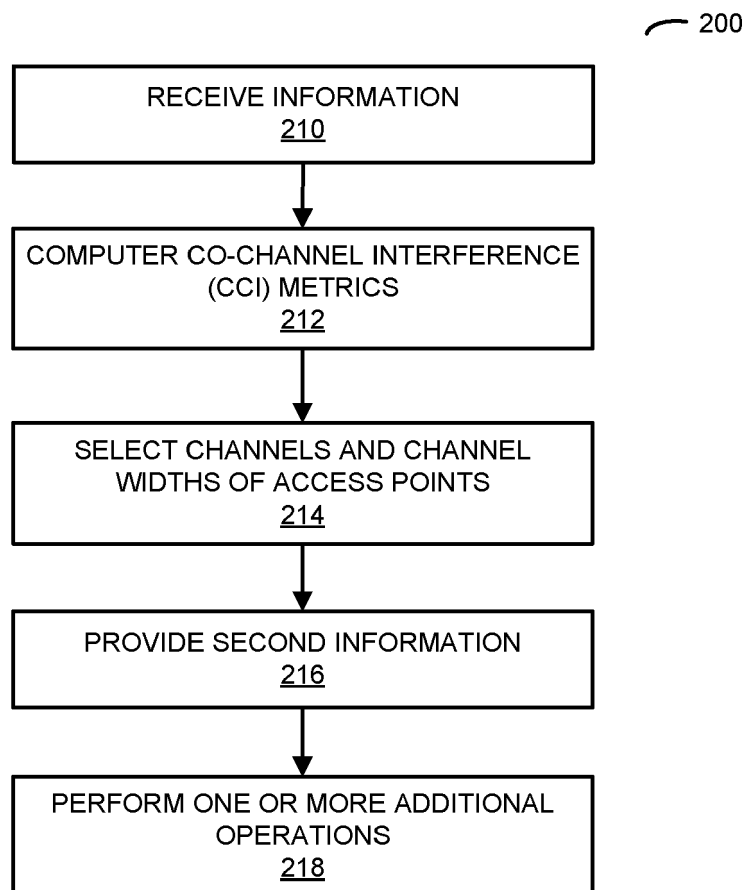 200
RECEIVE INFORMATION
210
COMPUTER CO-CHANNEL INTERFERENCE
(CCI) METRICS
212
SELECT CHANNELS AND CHANNEL
WIDTHS OF ACCESS POINTS
214
PROVIDE SECOND INFORMATION
216
PERFORM ONE OR MORE ADDITIONAL
OPERATIONS
218